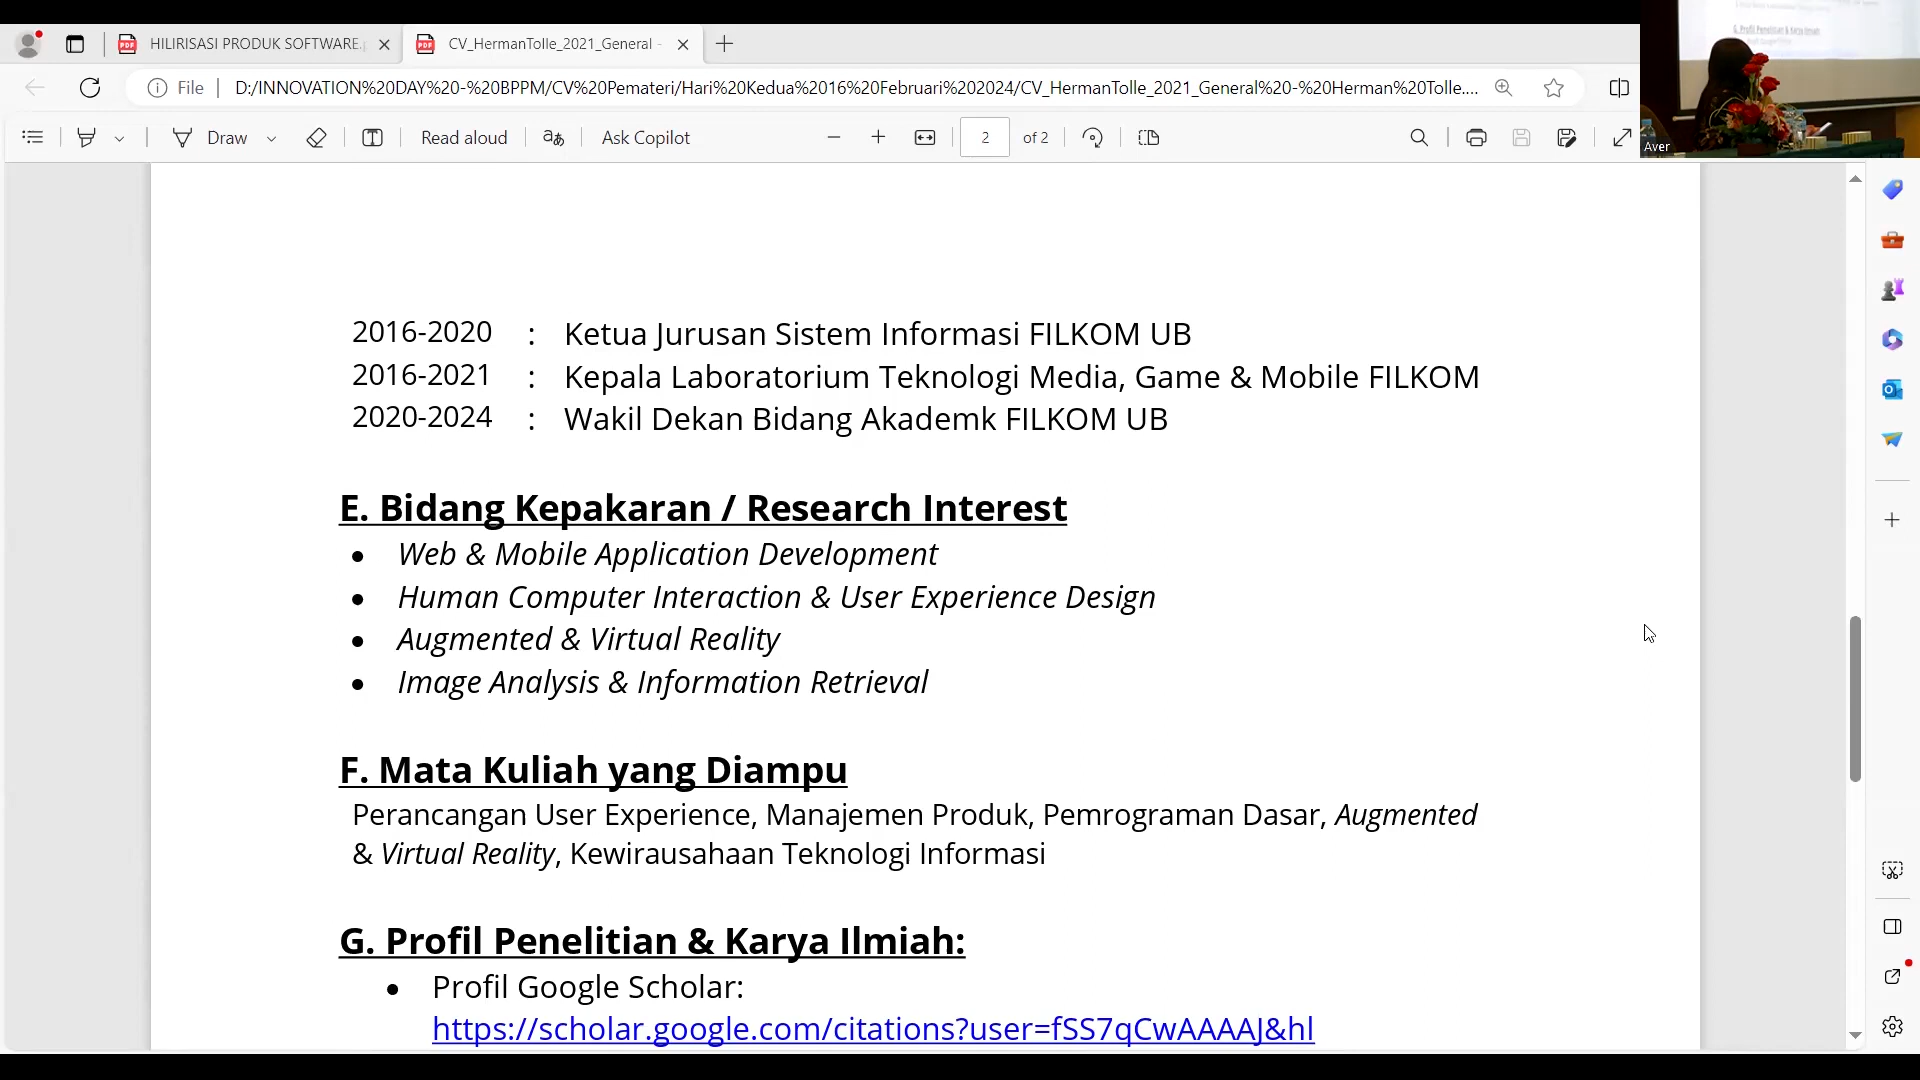 HILIRISASI PRODUK SOFTWARE.
CV_HermanTolle_2021_General -
File
D:/INNOVATION%20DAY%20-%20BPPM/CV%20Pemateri/Hari%20Kedua%2016%20Februari%202024/CV_HermanTolle_2021_General%20-%20Herman%20Tolle....
Draw
Read aloud
Ask Copilot
2
of 2
Aver
2016-2020 : Ketua Jurusan Sistem Informasi FILKOM UB
2016-2021 : Kepala Laboratorium Teknologi Media, Game & Mobile FILKOM
2020-2024 : Wakil Dekan Bidang Akademk FILKOM UB
E. Bidang Kepakaran / Research Interest
• Web & Mobile Application Development
• Human Computer Interaction & User Experience Design
• Augmented & Virtual Reality
• Image Analysis & Information Retrieval
F. Mata Kuliah yang Diampu
Perancangan User Experience, Manajemen Produk, Pemrograman Dasar, Augmented
& Virtual Reality, Kewirausahaan Teknologi Informasi
G. Profil Penelitian & Karya Ilmiah:
• Profil Google Scholar:
https://scholar.google.com/citations?user=fSS7qCwAAAAJ&hl